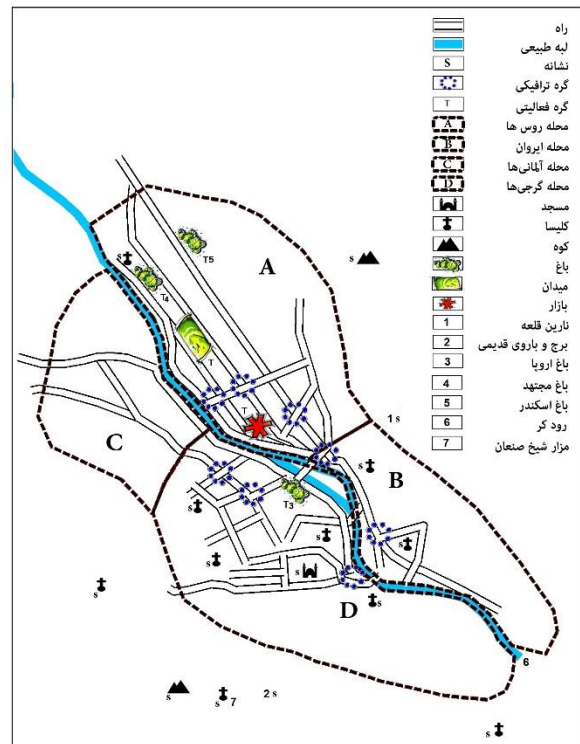 راه
لبه طبیعی
S نشانه
گره ترافیکی
T گره فعالیتی
A محله روس ها
B محله ایروان
C محله آلمانی‌ها
D محله گرجی‌ها
مسجد
کلیسا
کوه
باغ
میدان
بازار
1 نارین قلعه
2 برج و باروی قدیمی
3 باغ اروپا
4 باغ مجتهد
5 باغ اسکندر
6 رود کر
7 مزار شیخ صنعان
A
T5
S
S
T4
T
T
1 s
C
B
S
T3
S
S
S
S
S
D
S
S
6
S
S 7
2 s
S